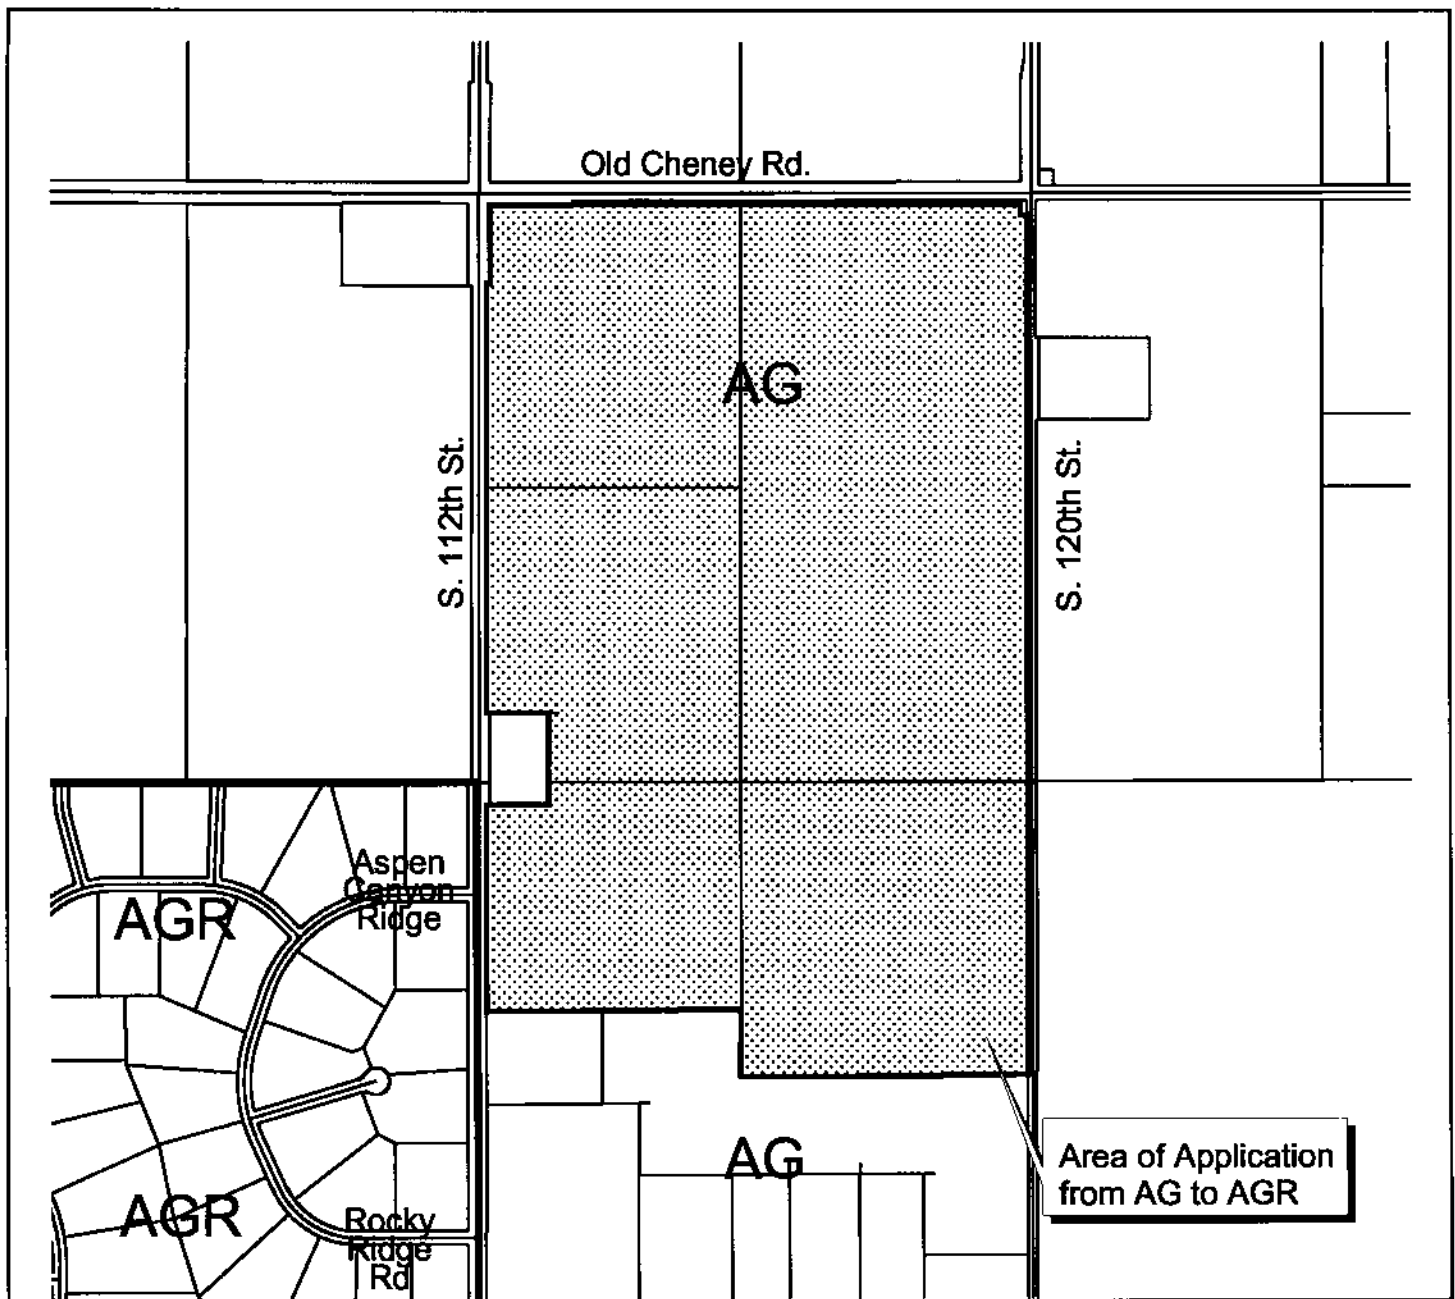 Old Cheney Rd.
AG
S. 112th St.
S. 120th St.
Aspen
Canyon
Ridge
AGR
AG
Area of Application
from AG to AGR
AGR
Rocky
Ridge
Rd